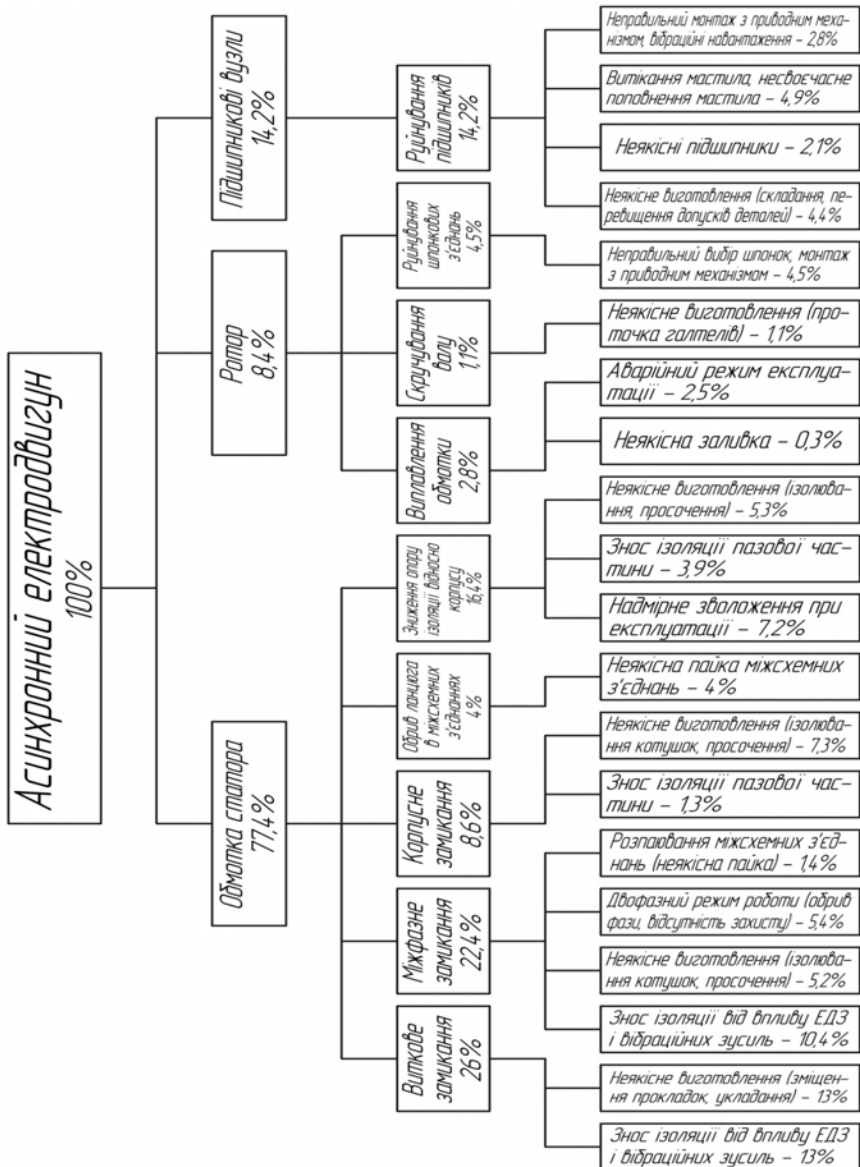 Асинхронний електродвигун
100%
Обмотка статора
77,4%
Ротор
8,4%
Підшипникові вузли
14,2%
Виткове
замикання
26%
Міжфазне
замикання
22,4%
Корпусне
замикання
8,6%
Обрив ланцюга
в міжсхемних
з'єднаннях
4%
Зниження опору
ізоляції відносно
корпусу
16,4%
Виплавлення
обмотки
2,8%
Скручування
валу
1,1%
Руйнування
шпонкових
з'єднань
4,5%
Руйнування
підшипників
14,2%
Неправильний монтаж з приводним меха-
нізмом, вібраційні навантаження – 2,8%
Витікання мастила, несвоєчасне
поповнення мастила – 4,9%
Неякісні підшипники – 2,1%
Неякісне виготовлення (складання, пе-
ревищення допусків деталей) – 4,4%
Неправильний вибір шпонок, монтаж
з приводним механізмом – 4,5%
Неякісне виготовлення (про-
точка галтелів) – 1,1%
Аварійний режим експлуа-
тації – 2,5%
Неякісна заливка – 0,3%
Неякісне виготовлення (ізолюва-
ння, просочення) – 5,3%
Знос ізоляції пазової час-
тини – 3,9%
Надмірне зволоження при
експлуатації – 7,2%
Неякісна пайка міжсхемних
з'єднань – 4%
Неякісне виготовлення (ізолюва-
ння котушок, просочення) – 7,3%
Знос ізоляції пазової час-
тини – 1,3%
Розпаювання міжсхемних з'єд-
нань (неякісна пайка) – 1,4%
Двофазний режим роботи (обрив
фази, відсутність захисту) – 5,4%
Неякісне виготовлення (ізолюва-
ння котушок, просочення) – 5,2%
Знос ізоляції від впливу ЕДЗ
і вібраційних зусиль – 10,4%
Неякісне виготовлення (зміщен-
ня прокладок, укладання) – 13%
Знос ізоляції від впливу ЕДЗ
і вібраційних зусиль – 13%